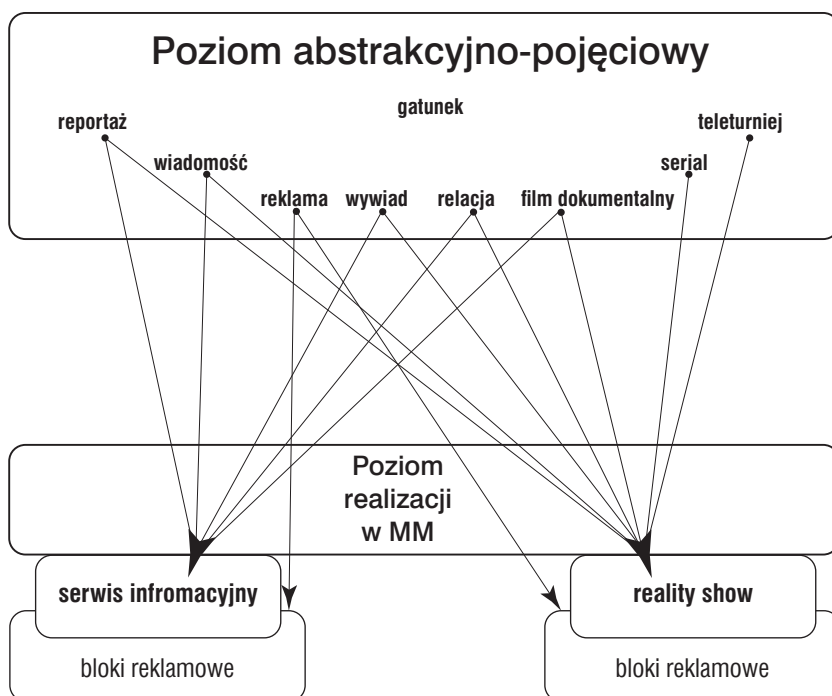 Poziom abstrakcyjno-pojęciowy
gatunek
reportaż
teleturniej
wiadomość
serial
reklama
wywiad
relacja
film dokumentalny
Poziom
realizacji
w MM
serwis infromacyjny
reality show
bloki reklamowe
bloki reklamowe